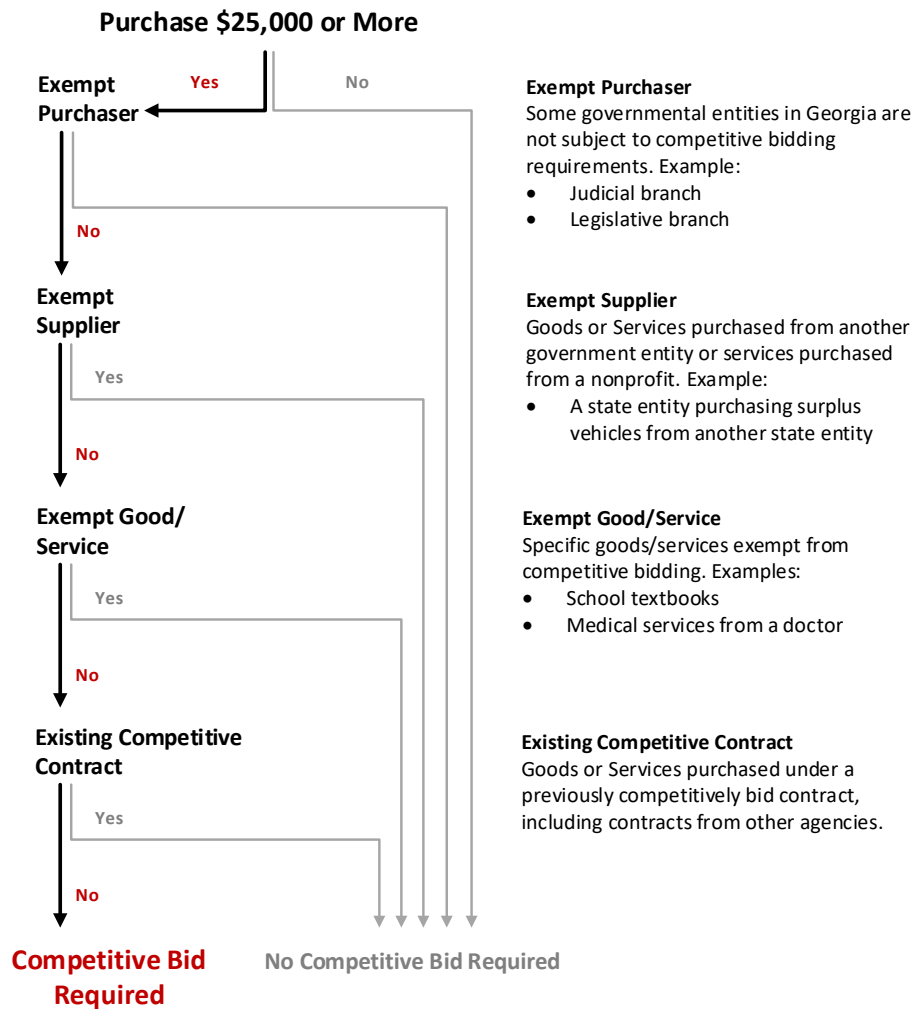 Purchase $25,000 or More
Yes
No
Exempt
Purchaser
No
Exempt
Supplier
Yes
No
Exempt Good/
Service
Yes
No
Existing Competitive
Contract
Yes
No
Competitive Bid
Required
No Competitive Bid Required
Exempt Purchaser
Some governmental entities in Georgia are
not subject to competitive bidding
requirements. Example:
• Judicial branch
• Legislative branch
Exempt Supplier
Goods or Services purchased from another
government entity or services purchased
from a nonprofit. Example:
• A state entity purchasing surplus
vehicles from another state entity
Exempt Good/Service
Specific goods/services exempt from
competitive bidding. Examples:
• School textbooks
• Medical services from a doctor
Existing Competitive Contract
Goods or Services purchased under a
previously competitively bid contract,
including contracts from other agencies.